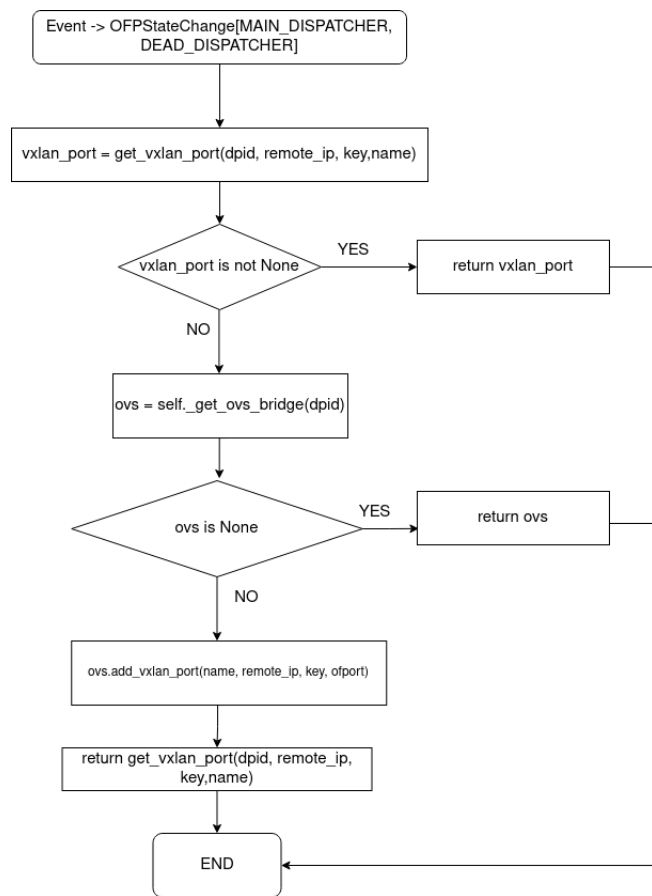 Event -> OFPStateChange[MAIN_DISPATCHER,
DEAD_DISPATCHER]
vxlan_port = get_vxlan_port(dpid, remote_ip, key,name)
vxlan_port is not None
YES
return vxlan_port
NO
ovs = self._get_ovs_bridge(dpid)
ovs is None
YES
return ovs
NO
ovs.add_vxlan_port(name, remote_ip, key, ofport)
return get_vxlan_port(dpid, remote_ip,
key,name)
END